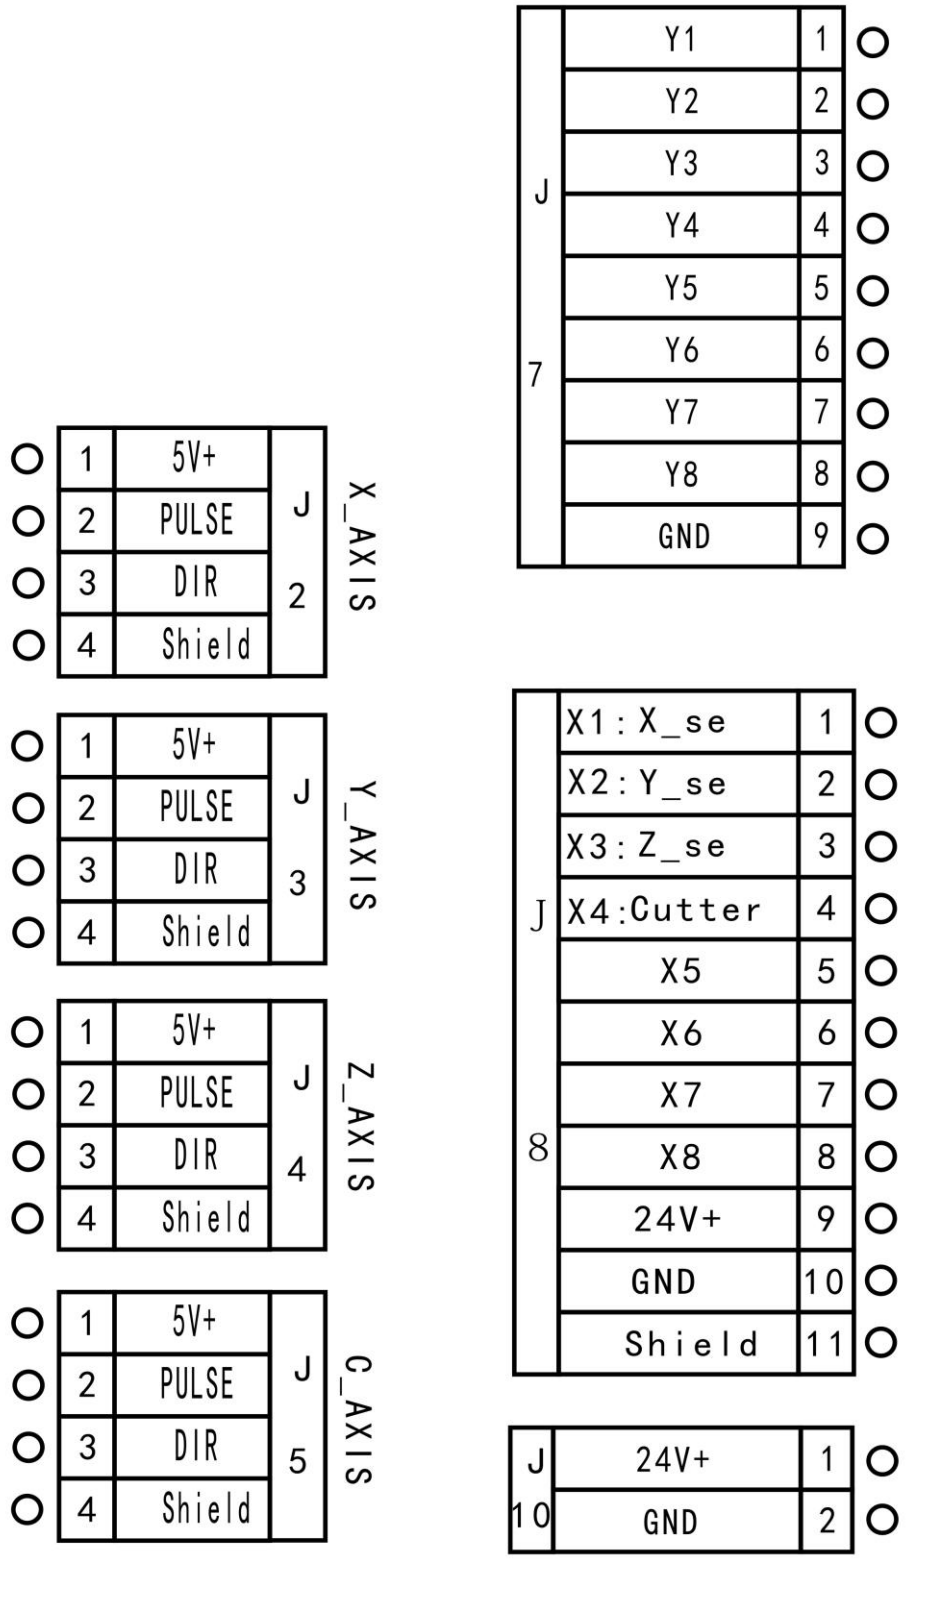 J 7
Y1 1
Y2 2
Y3 3
Y4 4
Y5 5
Y6 6
Y7 7
Y8 8
GND 9
1 5V+
2 PULSE
3 DIR
4 Shield
J 2
X_AXIS
1 5V+
2 PULSE
3 DIR
4 Shield
J 3
Y_AXIS
1 5V+
2 PULSE
3 DIR
4 Shield
J 4
Z_AXIS
1 5V+
2 PULSE
3 DIR
4 Shield
J 5
C_AXIS
J 8
X1:X_se 1
X2:Y_se 2
X3:Z_se 3
X4:Cutter 4
X5 5
X6 6
X7 7
X8 8
24V+ 9
GND 10
Shield 11
J 10
24V+ 1
GND 2